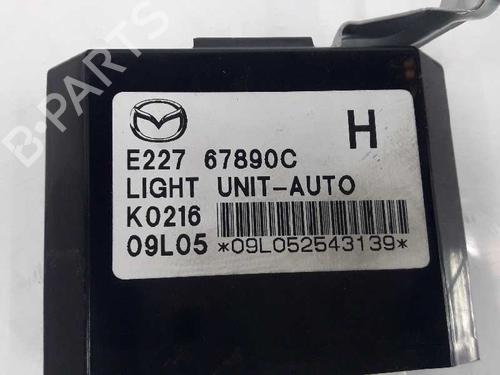 H
E227 67890C
LIGHT UNIT-AUTO
K0216
09L05 *09L052543139*
B-PARTS